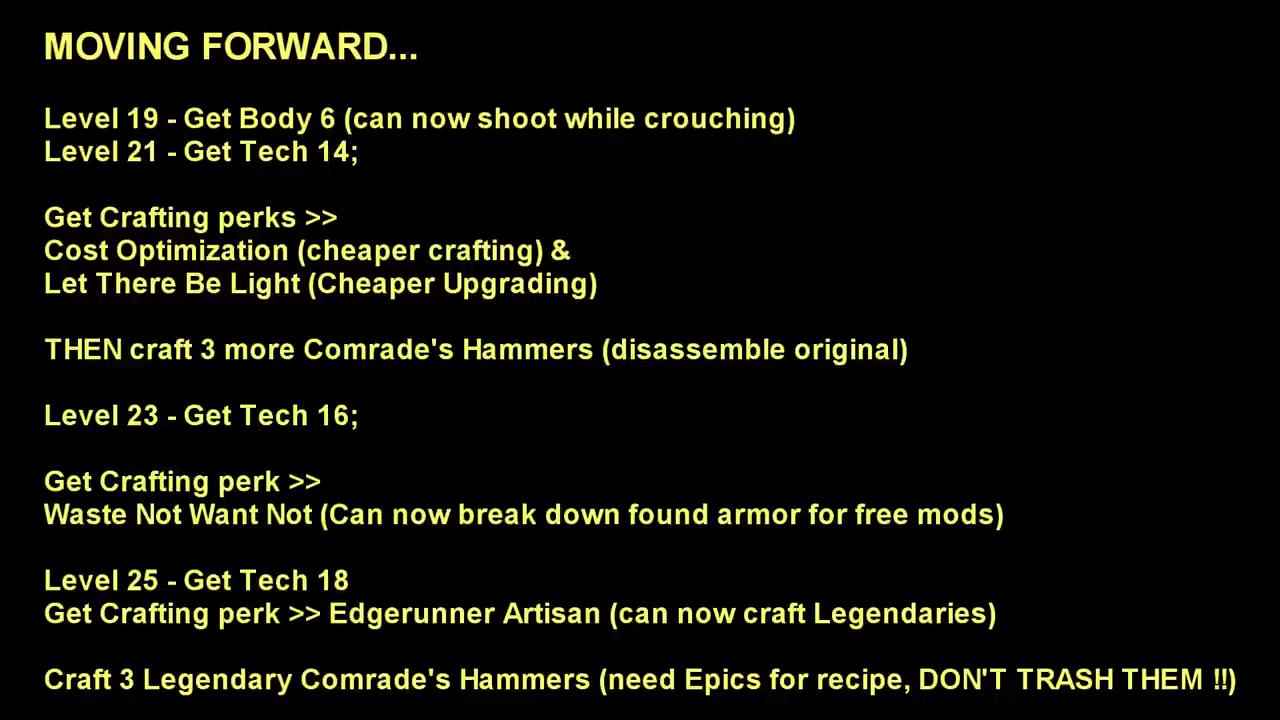 MOVING FORWARD...
Level 19 - Get Body 6 (can now shoot while crouching)
Level 21 - Get Tech 14;
Get Crafting perks >>
Cost Optimization (cheaper crafting) &
Let There Be Light (Cheaper Upgrading)
THEN craft 3 more Comrade's Hammers (disassemble original)
Level 23 - Get Tech 16;
Get Crafting perk >>
Waste Not Want Not (Can now break down found armor for free mods)
Level 25 - Get Tech 18
Get Crafting perk >> Edgerunner Artisan (can now craft Legendaries)
Craft 3 Legendary Comrade's Hammers (need Epics for recipe, DON'T TRASH THEM !!)